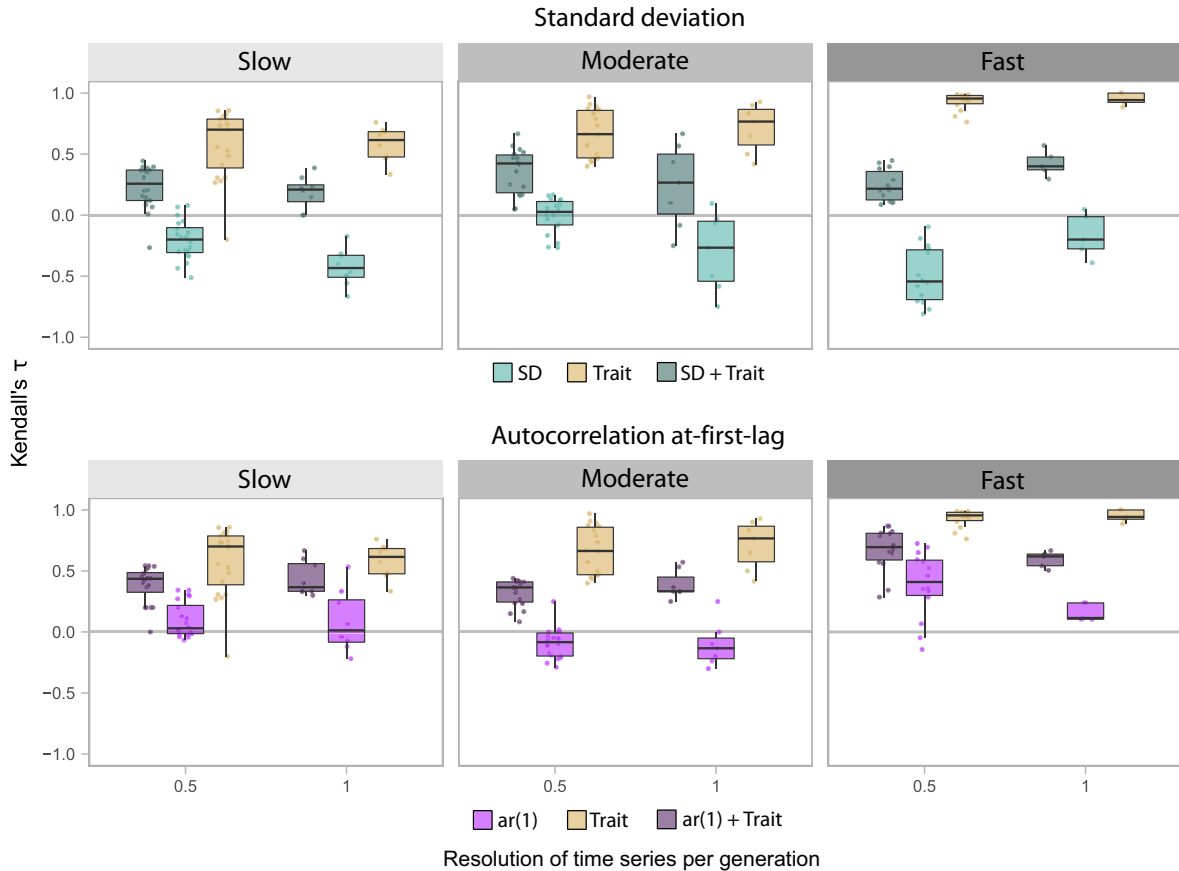 Standard deviation
Slow Moderate Fast
1.0
0.5
0.0
−0.5
−1.0
SD Trait SD + Trait
Kendall's τ
Autocorrelation at-first-lag
Slow Moderate Fast
1.0
0.5
0.0
−0.5
−1.0
0.5 1 0.5 1 0.5 1
ar(1) Trait ar(1) + Trait
Resolution of time series per generation